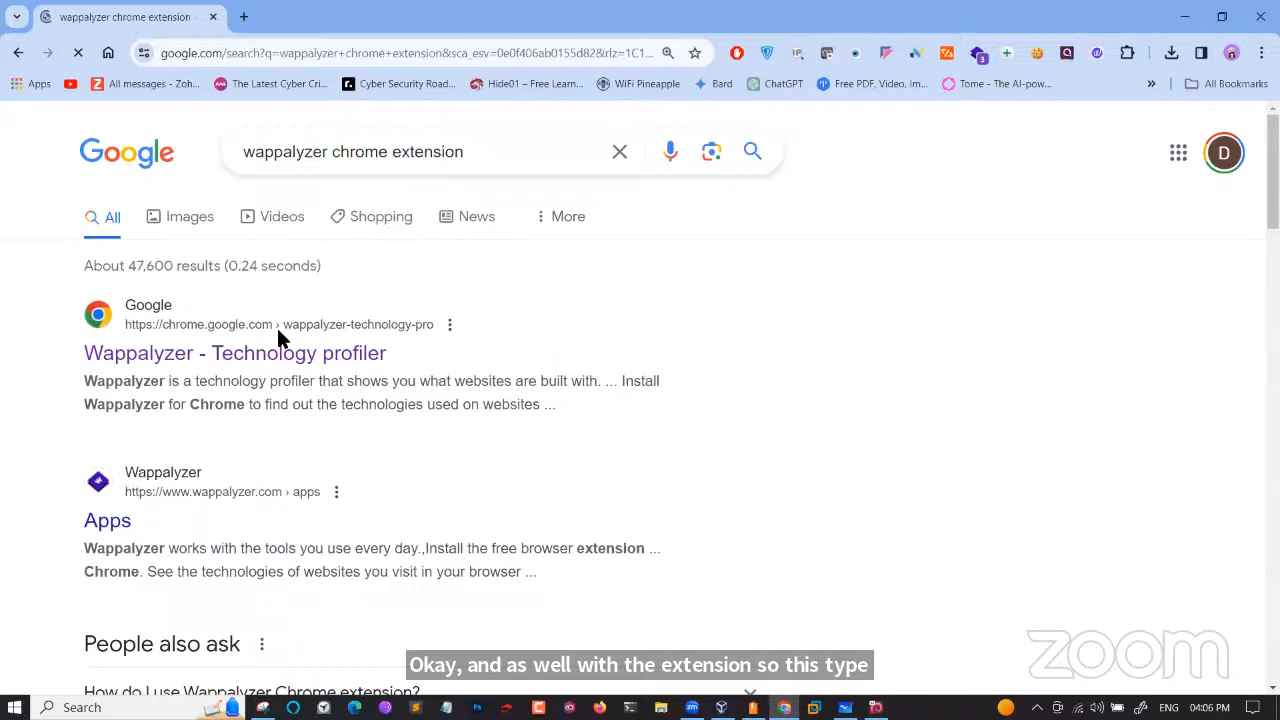 wappalyzer chrome extension
google.com/search?q=wappalyzer+chrome+extension&sca_esv=0e0f406ab0155d82&rlz=1C1...
3
Apps
All messages - Zoh...
The Latest Cyber Cri...
Cyber Security Road...
Hide01 – Free Learn...
WiFi Pineapple
Bard
ChatGPT
Free PDF, Video, Im...
Tome - The AI-pow...
All Bookmarks
Google
wappalyzer chrome extension
D
All
Images
Videos
Shopping
News
More
About 47,600 results (0.24 seconds)
Google
https://chrome.google.com › wappalyzer-technology-pro
Wappalyzer - Technology profiler
Wappalyzer is a technology profiler that shows you what websites are built with. ... Install
Wappalyzer for Chrome to find out the technologies used on websites ...
Wappalyzer
https://www.wappalyzer.com › apps
Apps
Wappalyzer works with the tools you use every day.,Install the free browser extension ...
Chrome. See the technologies of websites you visit in your browser ...
People also ask
How do I use Wappalyzer Chrome extension?
Okay, and as well with the extension so this type
zoom
Search
ENG
04:06 PM